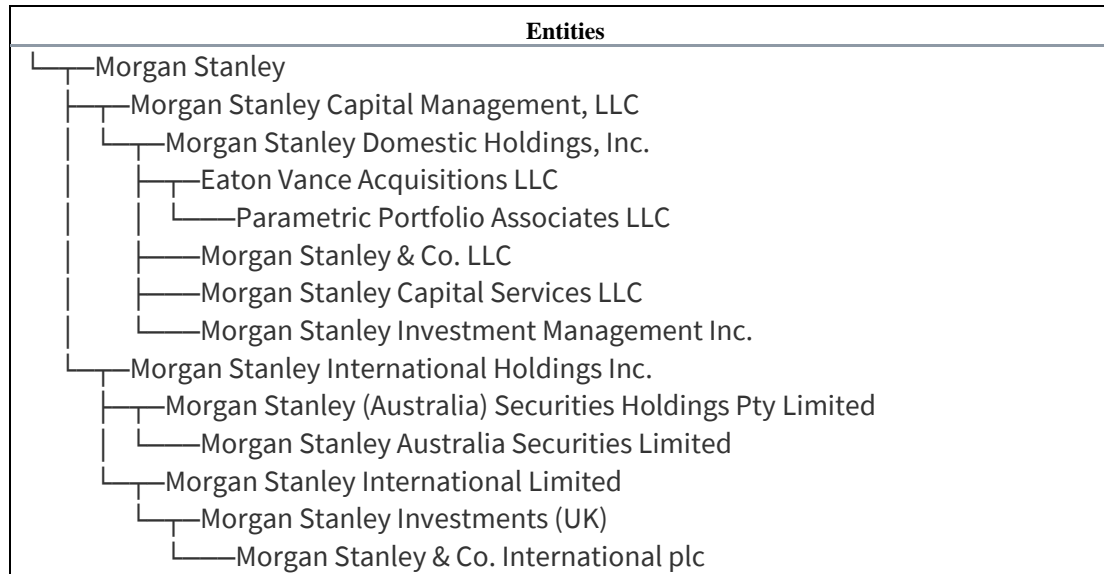 Entities
Morgan Stanley
Morgan Stanley Capital Management, LLC
Morgan Stanley Domestic Holdings, Inc.
Eaton Vance Acquisitions LLC
Parametric Portfolio Associates LLC
Morgan Stanley & Co. LLC
Morgan Stanley Capital Services LLC
Morgan Stanley Investment Management Inc.
Morgan Stanley International Holdings Inc.
Morgan Stanley (Australia) Securities Holdings Pty Limited
Morgan Stanley Australia Securities Limited
Morgan Stanley International Limited
Morgan Stanley Investments (UK)
Morgan Stanley & Co. International plc